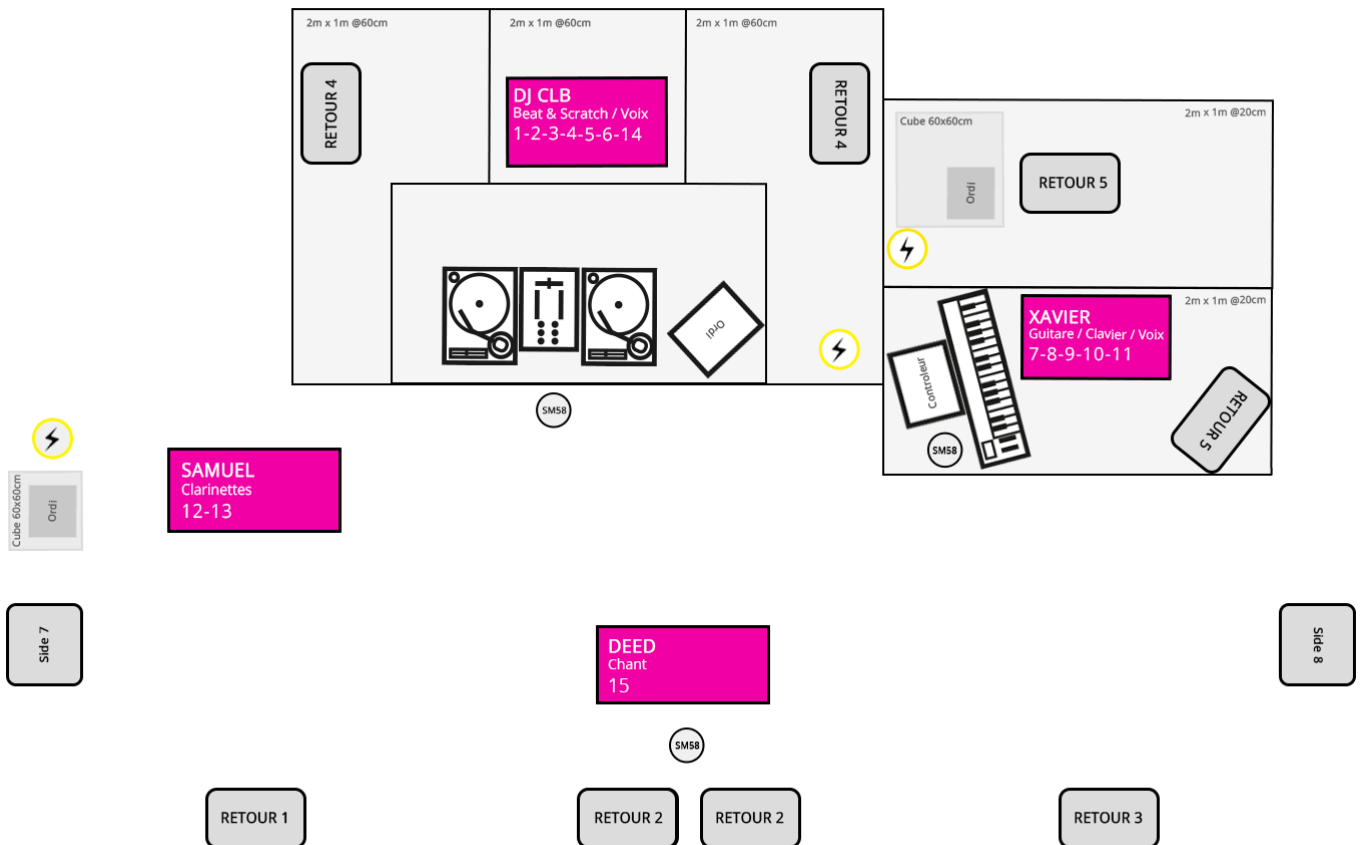 2m x 1m @60cm
2m x 1m @60cm
2m x 1m @60cm
RETOUR 4
DJ CLB
Beat & Scratch / Voix
1-2-3-4-5-6-14
RETOUR 4
2m x 1m @20cm
Cube 60x60cm
Ordi
RETOUR 5
Ordi
SM58
2m x 1m @20cm
XAVIER
Guitare / Clavier / Voix
7-8-9-10-11
Controleur
SM58
RETOUR 5
SAMUEL
Clarinettes
12-13
Cube 60x60cm
Ordi
Side 7
DEED
Chant
15
Side 8
SM58
RETOUR 1
RETOUR 2
RETOUR 2
RETOUR 3